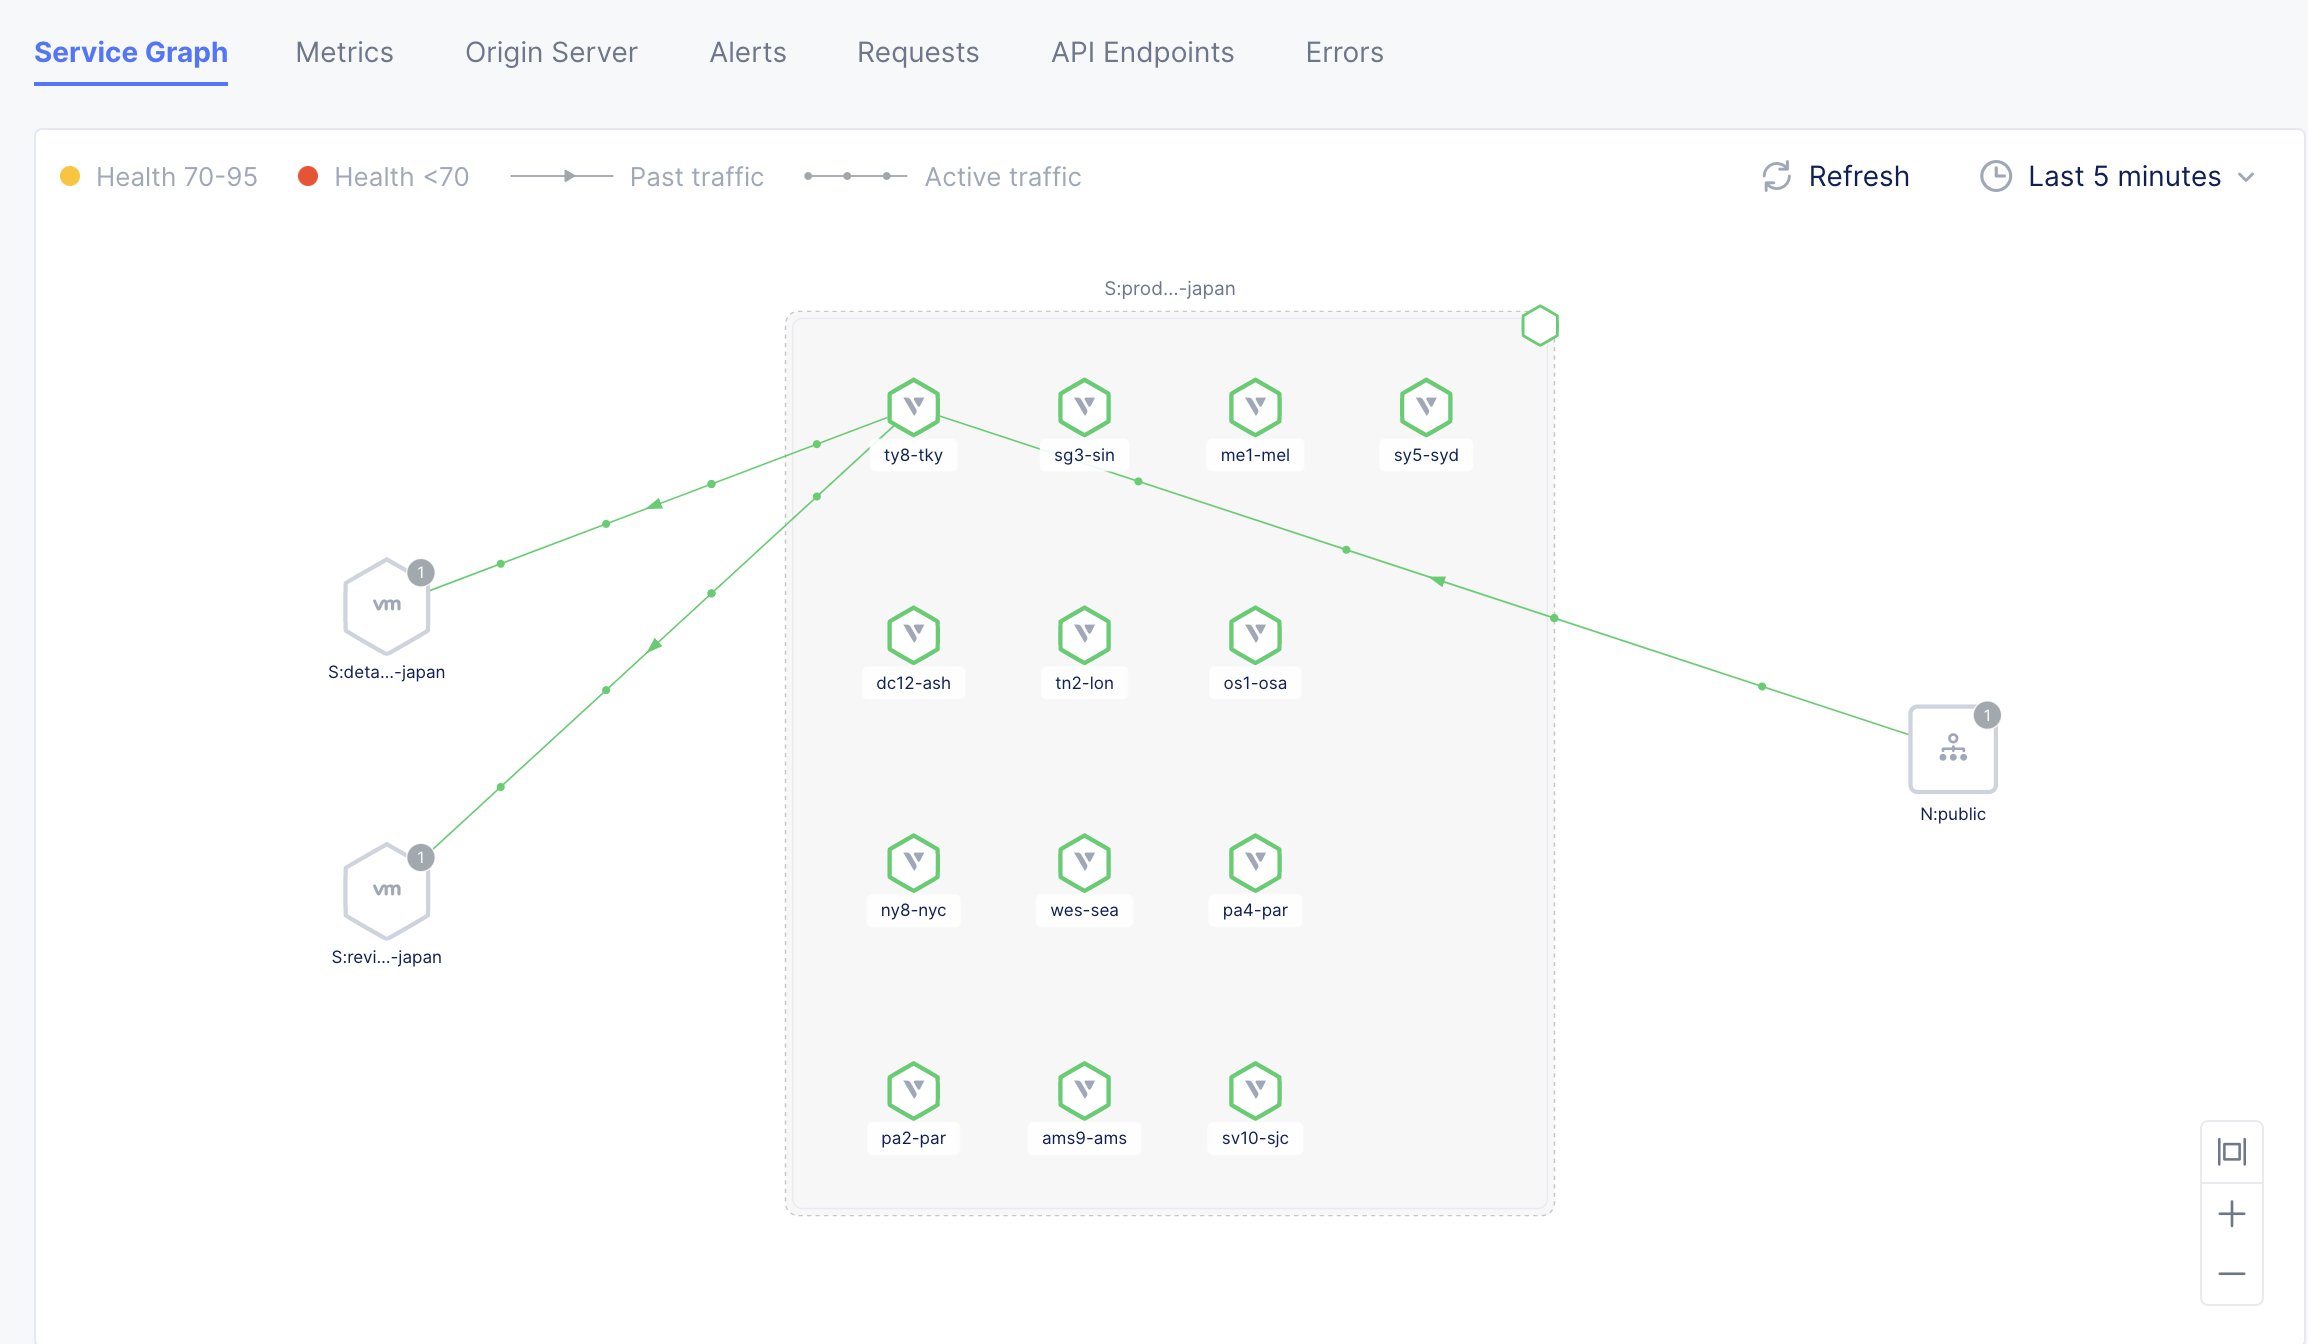 Service Graph Metrics Origin Server Alerts Requests API Endpoints Errors
Health 70-95 Health <70 Past traffic Active traffic Refresh Last 5 minutes
S:prod...-japan
ty8-tky sg3-sin me1-mel sy5-syd
1
vm
S:deta...-japan
dc12-ash tn2-lon os1-osa
1
N:public
1
vm
S:revi...-japan
ny8-nyc wes-sea pa4-par
pa2-par ams9-ams sv10-sjc